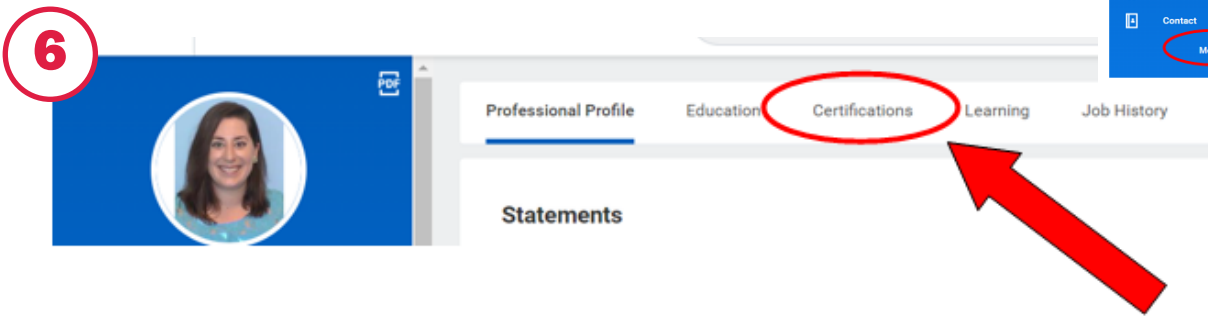 6
Contact
PDF
Professional Profile Education Certifications Learning Job History
Statements